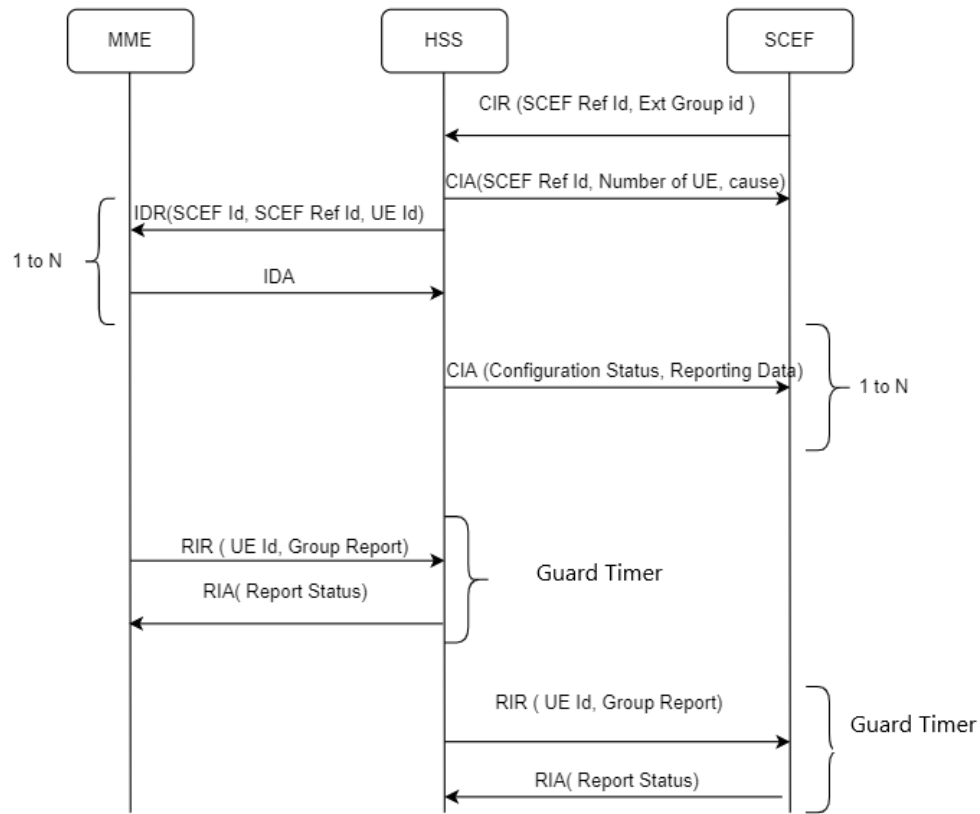 MME
HSS
SCEF
CIR (SCEF Ref Id, Ext Group id )
CIA(SCEF Ref Id, Number of UE, cause)
IDR(SCEF Id, SCEF Ref Id, UE Id)
1 to N
IDA
CIA (Configuration Status, Reporting Data)
1 to N
RIR ( UE Id, Group Report)
Guard Timer
RIA( Report Status)
RIR ( UE Id, Group Report)
Guard Timer
RIA( Report Status)